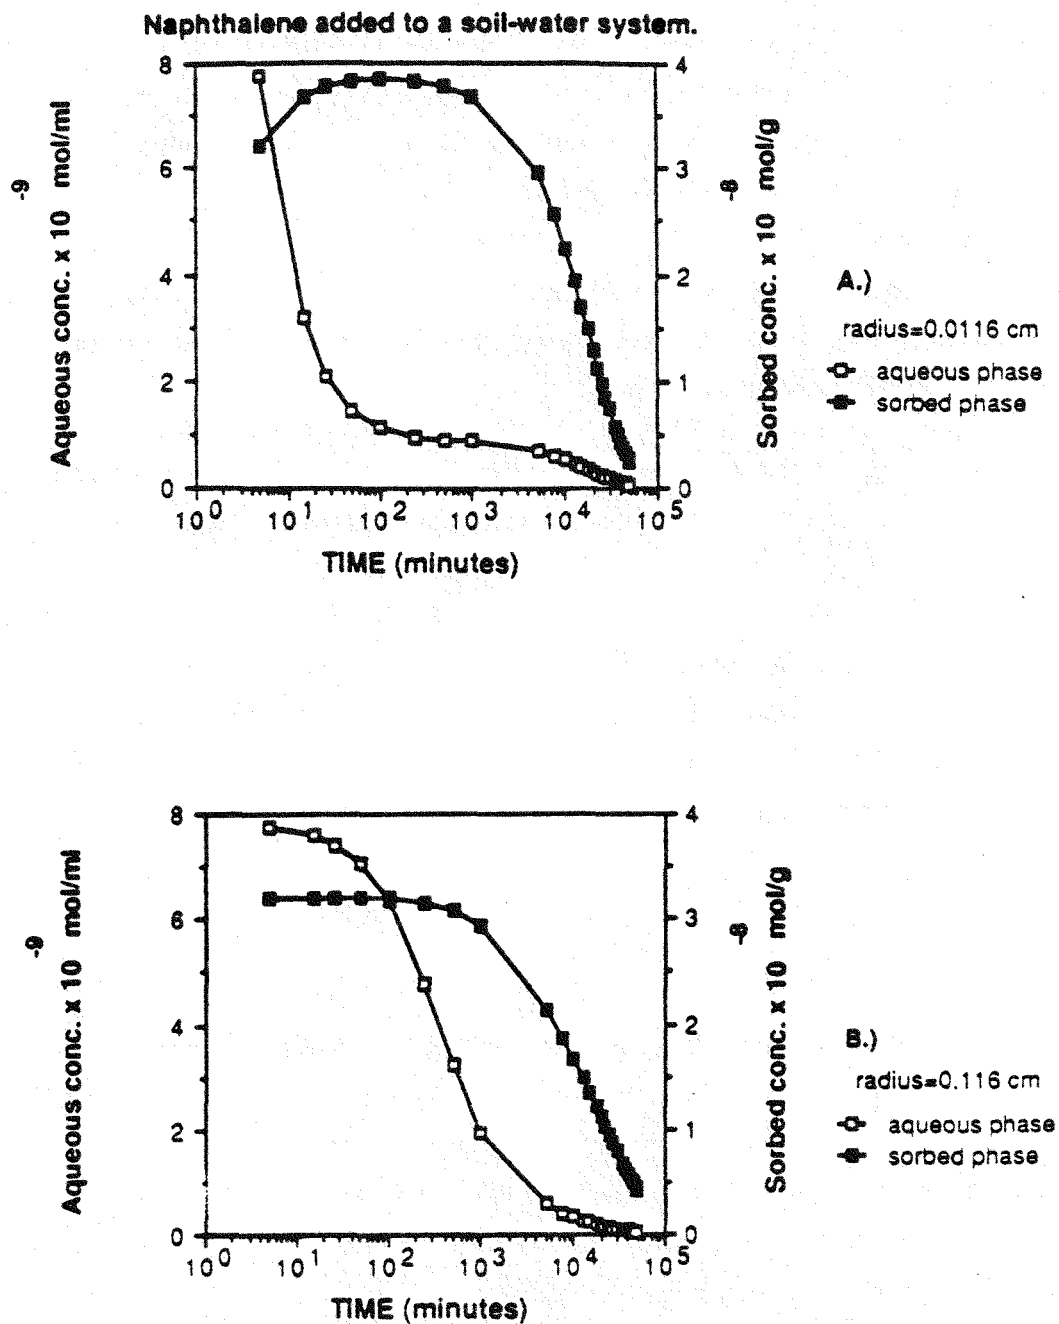 Naphthalene added to a soil-water system.
8
6
4
2
0
4
3
2
1
0
Aqueous conc. x 10 -9 mol/ml
Sorbed conc. x 10 -8 mol/g
10 0
10 1
10 2
10 3
10 4
10 5
TIME (minutes)
A.)
radius=0.0116 cm
aqueous phase
sorbed phase
8
6
4
2
0
4
3
2
1
0
Aqueous conc. x 10 -9 mol/ml
Sorbed conc. x 10 -8 mol/g
10 0
10 1
10 2
10 3
10 4
10 5
TIME (minutes)
B.)
radius=0.116 cm
aqueous phase
sorbed phase